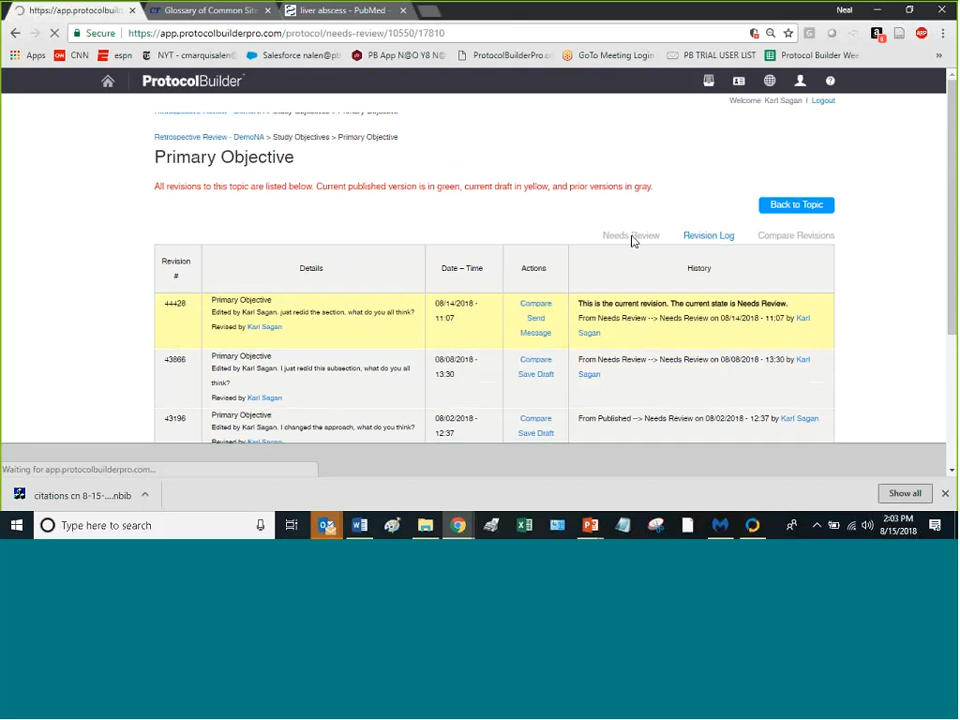 https://app.protocolbuil
Glossary of Common Sit
liver abscess - PubMed -
Neal
Secure
https://app.protocolbuilderpro.com/protocol/needs-review/10550/17810
Apps
CNN
espn
NYT - cmarquisalen
Salesforce nalen@pc
PB App N@O Y8 N
ProtocolBuilderPro.c
GoTo Meeting Login
PB TRIAL USER LIST
Protocol Builder Wee
»
ProtocolBuilder
Welcome Karl Sagan | Logout
Retrospective Review - DemoNA > Study Objectives > Primary Objective
Primary Objective
All revisions to this topic are listed below. Current published version is in green, current draft in yellow, and prior versions in gray.
Back to Topic
Needs Review
Revision Log
Compare Revisions
Revision
#
Details
Date – Time
Actions
History
44428
Primary Objective
Edited by Karl Sagan. just redid the section, what do you all think?
Revised by Karl Sagan
08/14/2018 -
11:07
Compare
Send
Message
This is the current revision. The current state is Needs Review.
From Needs Review --> Needs Review on 08/14/2018 - 11:07 by Karl
Sagan
43866
Primary Objective
Edited by Karl Sagan. I just redid this subsection, what do you all
think?
Revised by Karl Sagan
08/08/2018 -
13:30
Compare
Save Draft
From Needs Review --> Needs Review on 08/08/2018 - 13:30 by Karl
Sagan
43196
Primary Objective
Edited by Karl Sagan. I changed the approach, what do you think?
Revised by Karl Sagan
08/02/2018 -
12:37
Compare
Save Draft
From Published --> Needs Review on 08/02/2018 - 12:37 by Karl Sagan
Waiting for app.protocolbuilderpro.com...
citations cn 8-15-....nbib
Show all
Type here to search
2:03 PM
8/15/2018